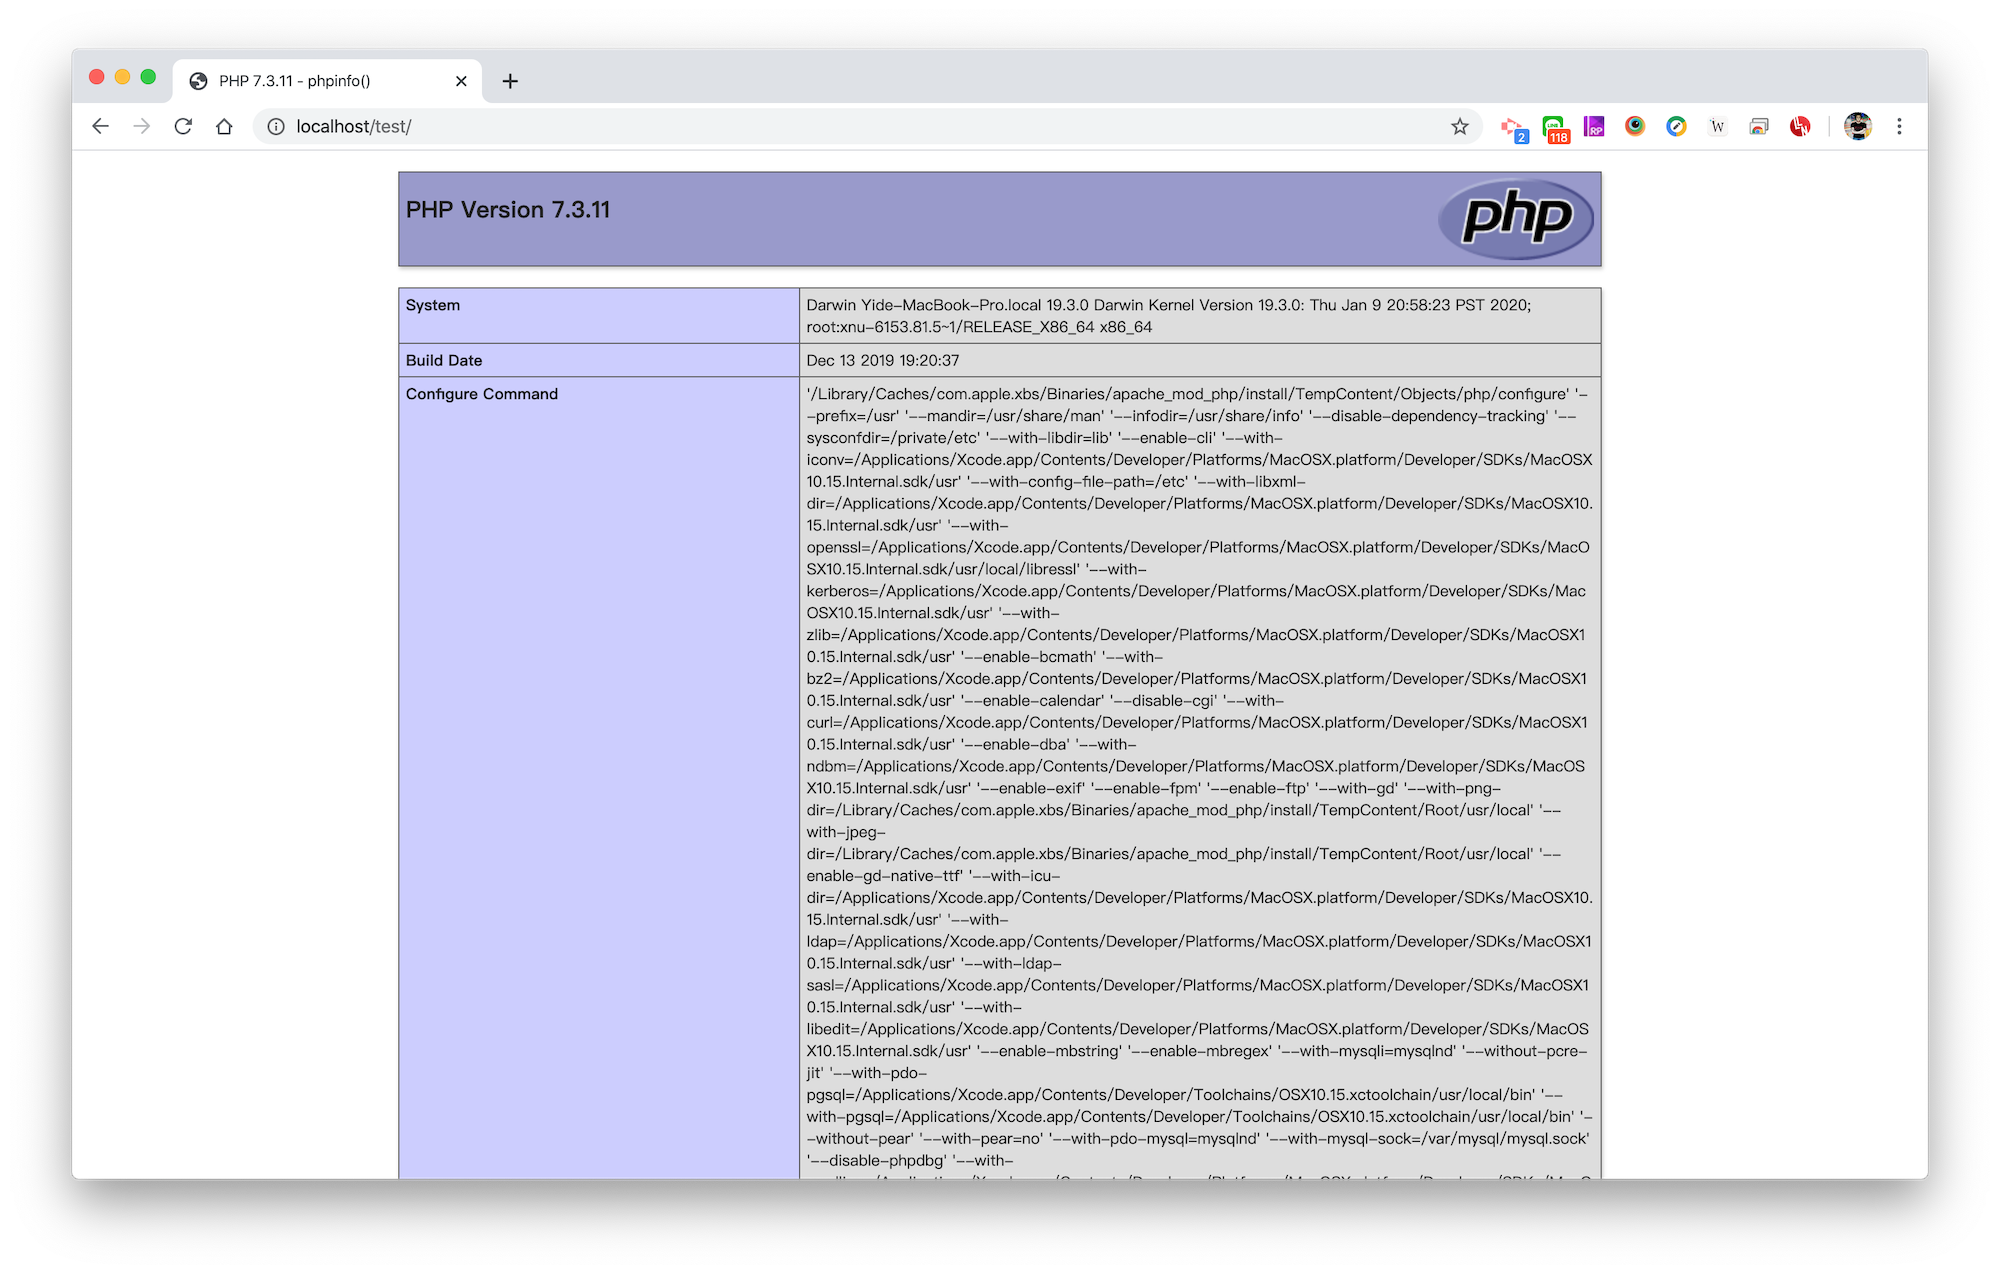 PHP 7.3.11 - phpinfo()
localhost/test/
2
118
RP
W
PHP Version 7.3.11
php
System
Darwin Yide-MacBook-Pro.local 19.3.0 Darwin Kernel Version 19.3.0: Thu Jan 9 20:58:23 PST 2020;
root:xnu-6153.81.5~1/RELEASE_X86_64 x86_64
Build Date
Dec 13 2019 19:20:37
Configure Command
'/Library/Caches/com.apple.xbs/Binaries/apache_mod_php/install/TempContent/Objects/php/configure' '-
-prefix=/usr' '--mandir=/usr/share/man' '--infodir=/usr/share/info' '--disable-dependency-tracking' '--
sysconfdir=/private/etc' '--with-libdir=lib' '--enable-cli' '--with-
iconv=/Applications/Xcode.app/Contents/Developer/Platforms/MacOSX.platform/Developer/SDKs/MacOSX
10.15.Internal.sdk/usr' '--with-config-file-path=/etc' '--with-libxml-
dir=/Applications/Xcode.app/Contents/Developer/Platforms/MacOSX.platform/Developer/SDKs/MacOSX10.
15.Internal.sdk/usr' '--with-
openssl=/Applications/Xcode.app/Contents/Developer/Platforms/MacOSX.platform/Developer/SDKs/MacO
SX10.15.Internal.sdk/usr/local/libressl' '--with-
kerberos=/Applications/Xcode.app/Contents/Developer/Platforms/MacOSX.platform/Developer/SDKs/Mac
OSX10.15.Internal.sdk/usr' '--with-
zlib=/Applications/Xcode.app/Contents/Developer/Platforms/MacOSX.platform/Developer/SDKs/MacOSX1
0.15.Internal.sdk/usr' '--enable-bcmath' '--with-
bz2=/Applications/Xcode.app/Contents/Developer/Platforms/MacOSX.platform/Developer/SDKs/MacOSX1
0.15.Internal.sdk/usr' '--enable-calendar' '--disable-cgi' '--with-
curl=/Applications/Xcode.app/Contents/Developer/Platforms/MacOSX.platform/Developer/SDKs/MacOSX1
0.15.Internal.sdk/usr' '--enable-dba' '--with-
ndbm=/Applications/Xcode.app/Contents/Developer/Platforms/MacOSX.platform/Developer/SDKs/MacOS
X10.15.Internal.sdk/usr' '--enable-exif' '--enable-fpm' '--enable-ftp' '--with-gd' '--with-png-
dir=/Library/Caches/com.apple.xbs/Binaries/apache_mod_php/install/TempContent/Root/usr/local' '--
with-jpeg-
dir=/Library/Caches/com.apple.xbs/Binaries/apache_mod_php/install/TempContent/Root/usr/local' '--
enable-gd-native-ttf' '--with-icu-
dir=/Applications/Xcode.app/Contents/Developer/Platforms/MacOSX.platform/Developer/SDKs/MacOSX10.
15.Internal.sdk/usr' '--with-
ldap=/Applications/Xcode.app/Contents/Developer/Platforms/MacOSX.platform/Developer/SDKs/MacOSX1
0.15.Internal.sdk/usr' '--with-ldap-
sasl=/Applications/Xcode.app/Contents/Developer/Platforms/MacOSX.platform/Developer/SDKs/MacOSX1
0.15.Internal.sdk/usr' '--with-
libedit=/Applications/Xcode.app/Contents/Developer/Platforms/MacOSX.platform/Developer/SDKs/MacOS
X10.15.Internal.sdk/usr' '--enable-mbstring' '--enable-mbregex' '--with-mysqli=mysqlnd' '--without-pcre-
jit' '--with-pdo-
pgsql=/Applications/Xcode.app/Contents/Developer/Toolchains/OSX10.15.xctoolchain/usr/local/bin' '--
with-pgsql=/Applications/Xcode.app/Contents/Developer/Toolchains/OSX10.15.xctoolchain/usr/local/bin' '-
-without-pear' '--with-pear=no' '--with-pdo-mysql=mysqlnd' '--with-mysql-sock=/var/mysql/mysql.sock'
'--disable-phpdbg' '--with-